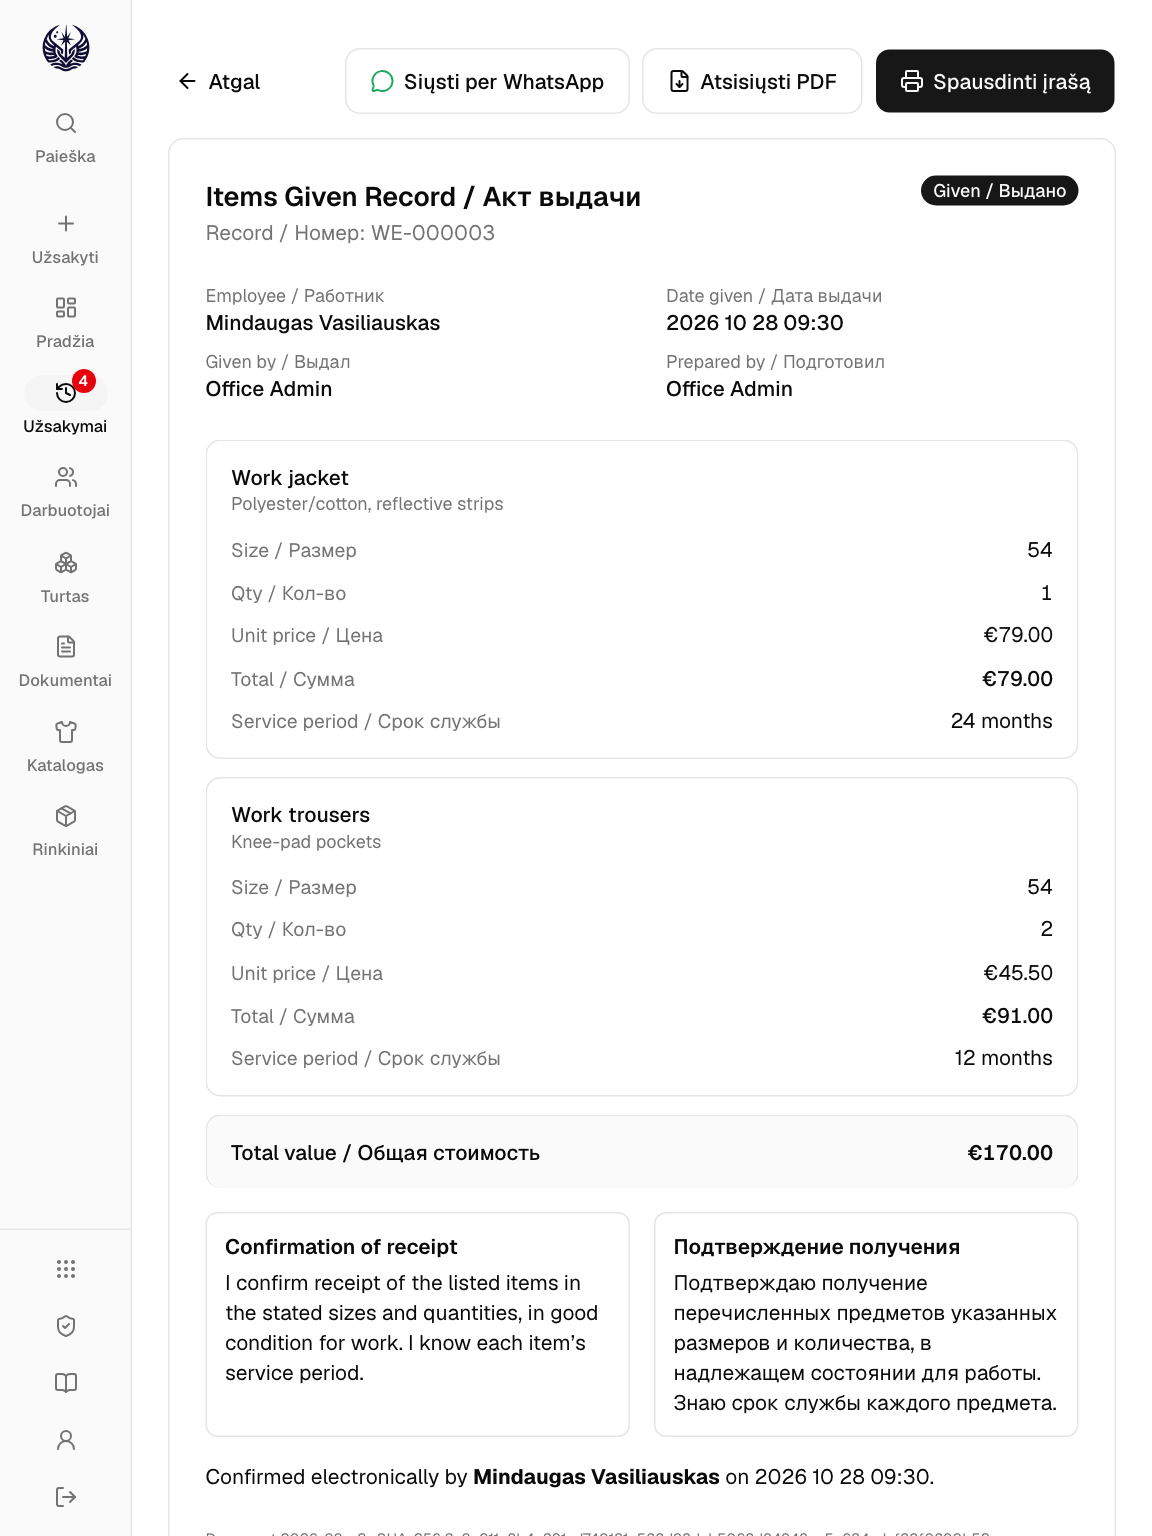 Atgal
Siųsti per WhatsApp
Atsisiųsti PDF
Spausdinti įrašą
Paieška
Užsakyti
Pradžia
4
Užsakymai
Darbuotojai
Turtas
Dokumentai
Katalogas
Rinkiniai
Items Given Record / Акт выдачи
Given / Выдано
Record / Номер: WE-000003
Employee / Работник
Mindaugas Vasiliauskas
Date given / Дата выдачи
2026 10 28 09:30
Given by / Выдал
Office Admin
Prepared by / Подготовил
Office Admin
Work jacket
Polyester/cotton, reflective strips
Size / Размер 54
Qty / Кол-во 1
Unit price / Цена €79.00
Total / Сумма €79.00
Service period / Срок службы 24 months
Work trousers
Knee-pad pockets
Size / Размер 54
Qty / Кол-во 2
Unit price / Цена €45.50
Total / Сумма €91.00
Service period / Срок службы 12 months
Total value / Общая стоимость €170.00
Confirmation of receipt
I confirm receipt of the listed items in
the stated sizes and quantities, in good
condition for work. I know each item’s
service period.
Подтверждение получения
Подтверждаю получение
перечисленных предметов указанных
размеров и количества, в
надлежащем состоянии для работы.
Знаю срок службы каждого предмета.
Confirmed electronically by Mindaugas Vasiliauskas on 2026 10 28 09:30.